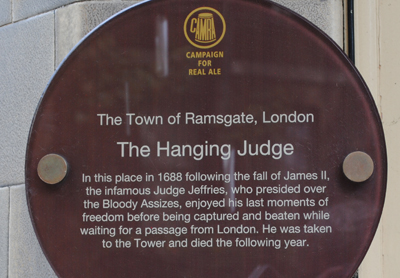 CAMRA
CAMPAIGN
FOR
REAL ALE
The Town of Ramsgate, London
The Hanging Judge
In this place in 1688 following the fall of James II,
the infamous Judge Jeffries, who presided over
the Bloody Assizes, enjoyed his last moments of
freedom before being captured and beaten while
waiting for a passage from London. He was taken
to the Tower and died the following year.